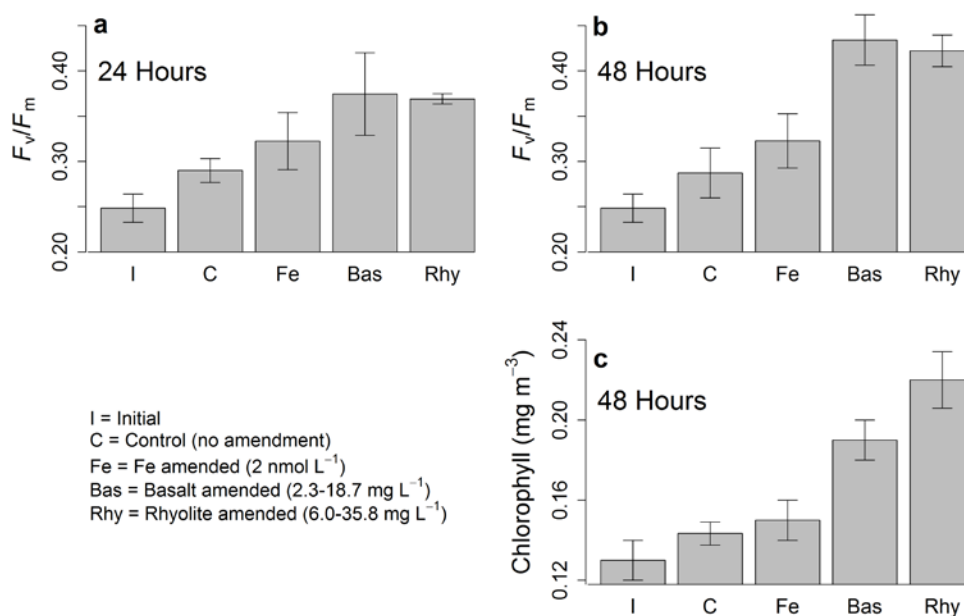 a
24 Hours
Fv/Fm
0.40
0.30
0.20
I C Fe Bas Rhy
b
48 Hours
Fv/Fm
0.40
0.30
0.20
I C Fe Bas Rhy
I = Initial
C = Control (no amendment)
Fe = Fe amended (2 nmol L⁻¹)
Bas = Basalt amended (2.3-18.7 mg L⁻¹)
Rhy = Rhyolite amended (6.0-35.8 mg L⁻¹)
c
48 Hours
Chlorophyll (mg m⁻³)
0.24
0.20
0.16
0.12
I C Fe Bas Rhy